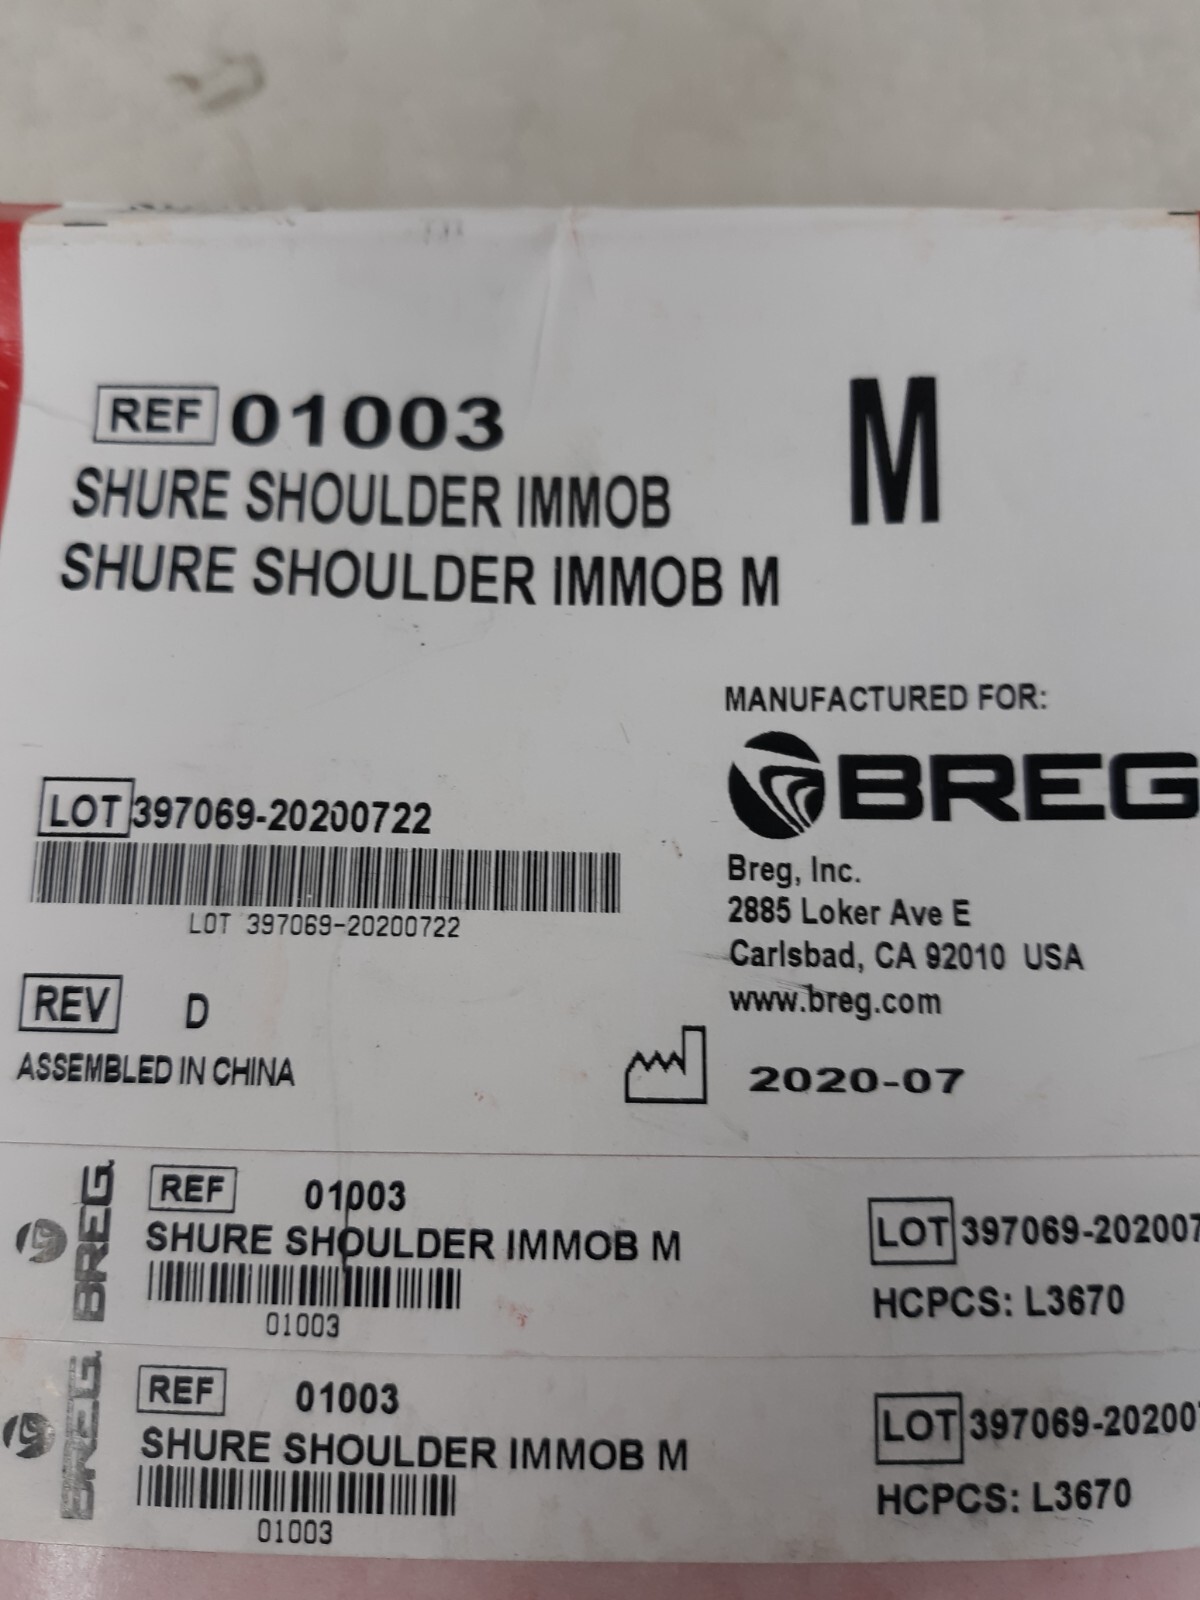 REF 01003
M
SHURE SHOULDER IMMOB
SHURE SHOULDER IMMOB M
MANUFACTURED FOR:
BREG
Breg, Inc.
2885 Loker Ave E
Carlsbad, CA 92010 USA
www.breg.com
LOT 397069-20200722
LOT 397069-20200722
REV D
ASSEMBLED IN CHINA
2020-07
BREG
REF 01003
SHURE SHOULDER IMMOB M
01003
LOT 397069-202007
HCPCS: L3670
BREG
REF 01003
SHURE SHOULDER IMMOB M
01003
LOT 397069-20200
HCPCS: L3670